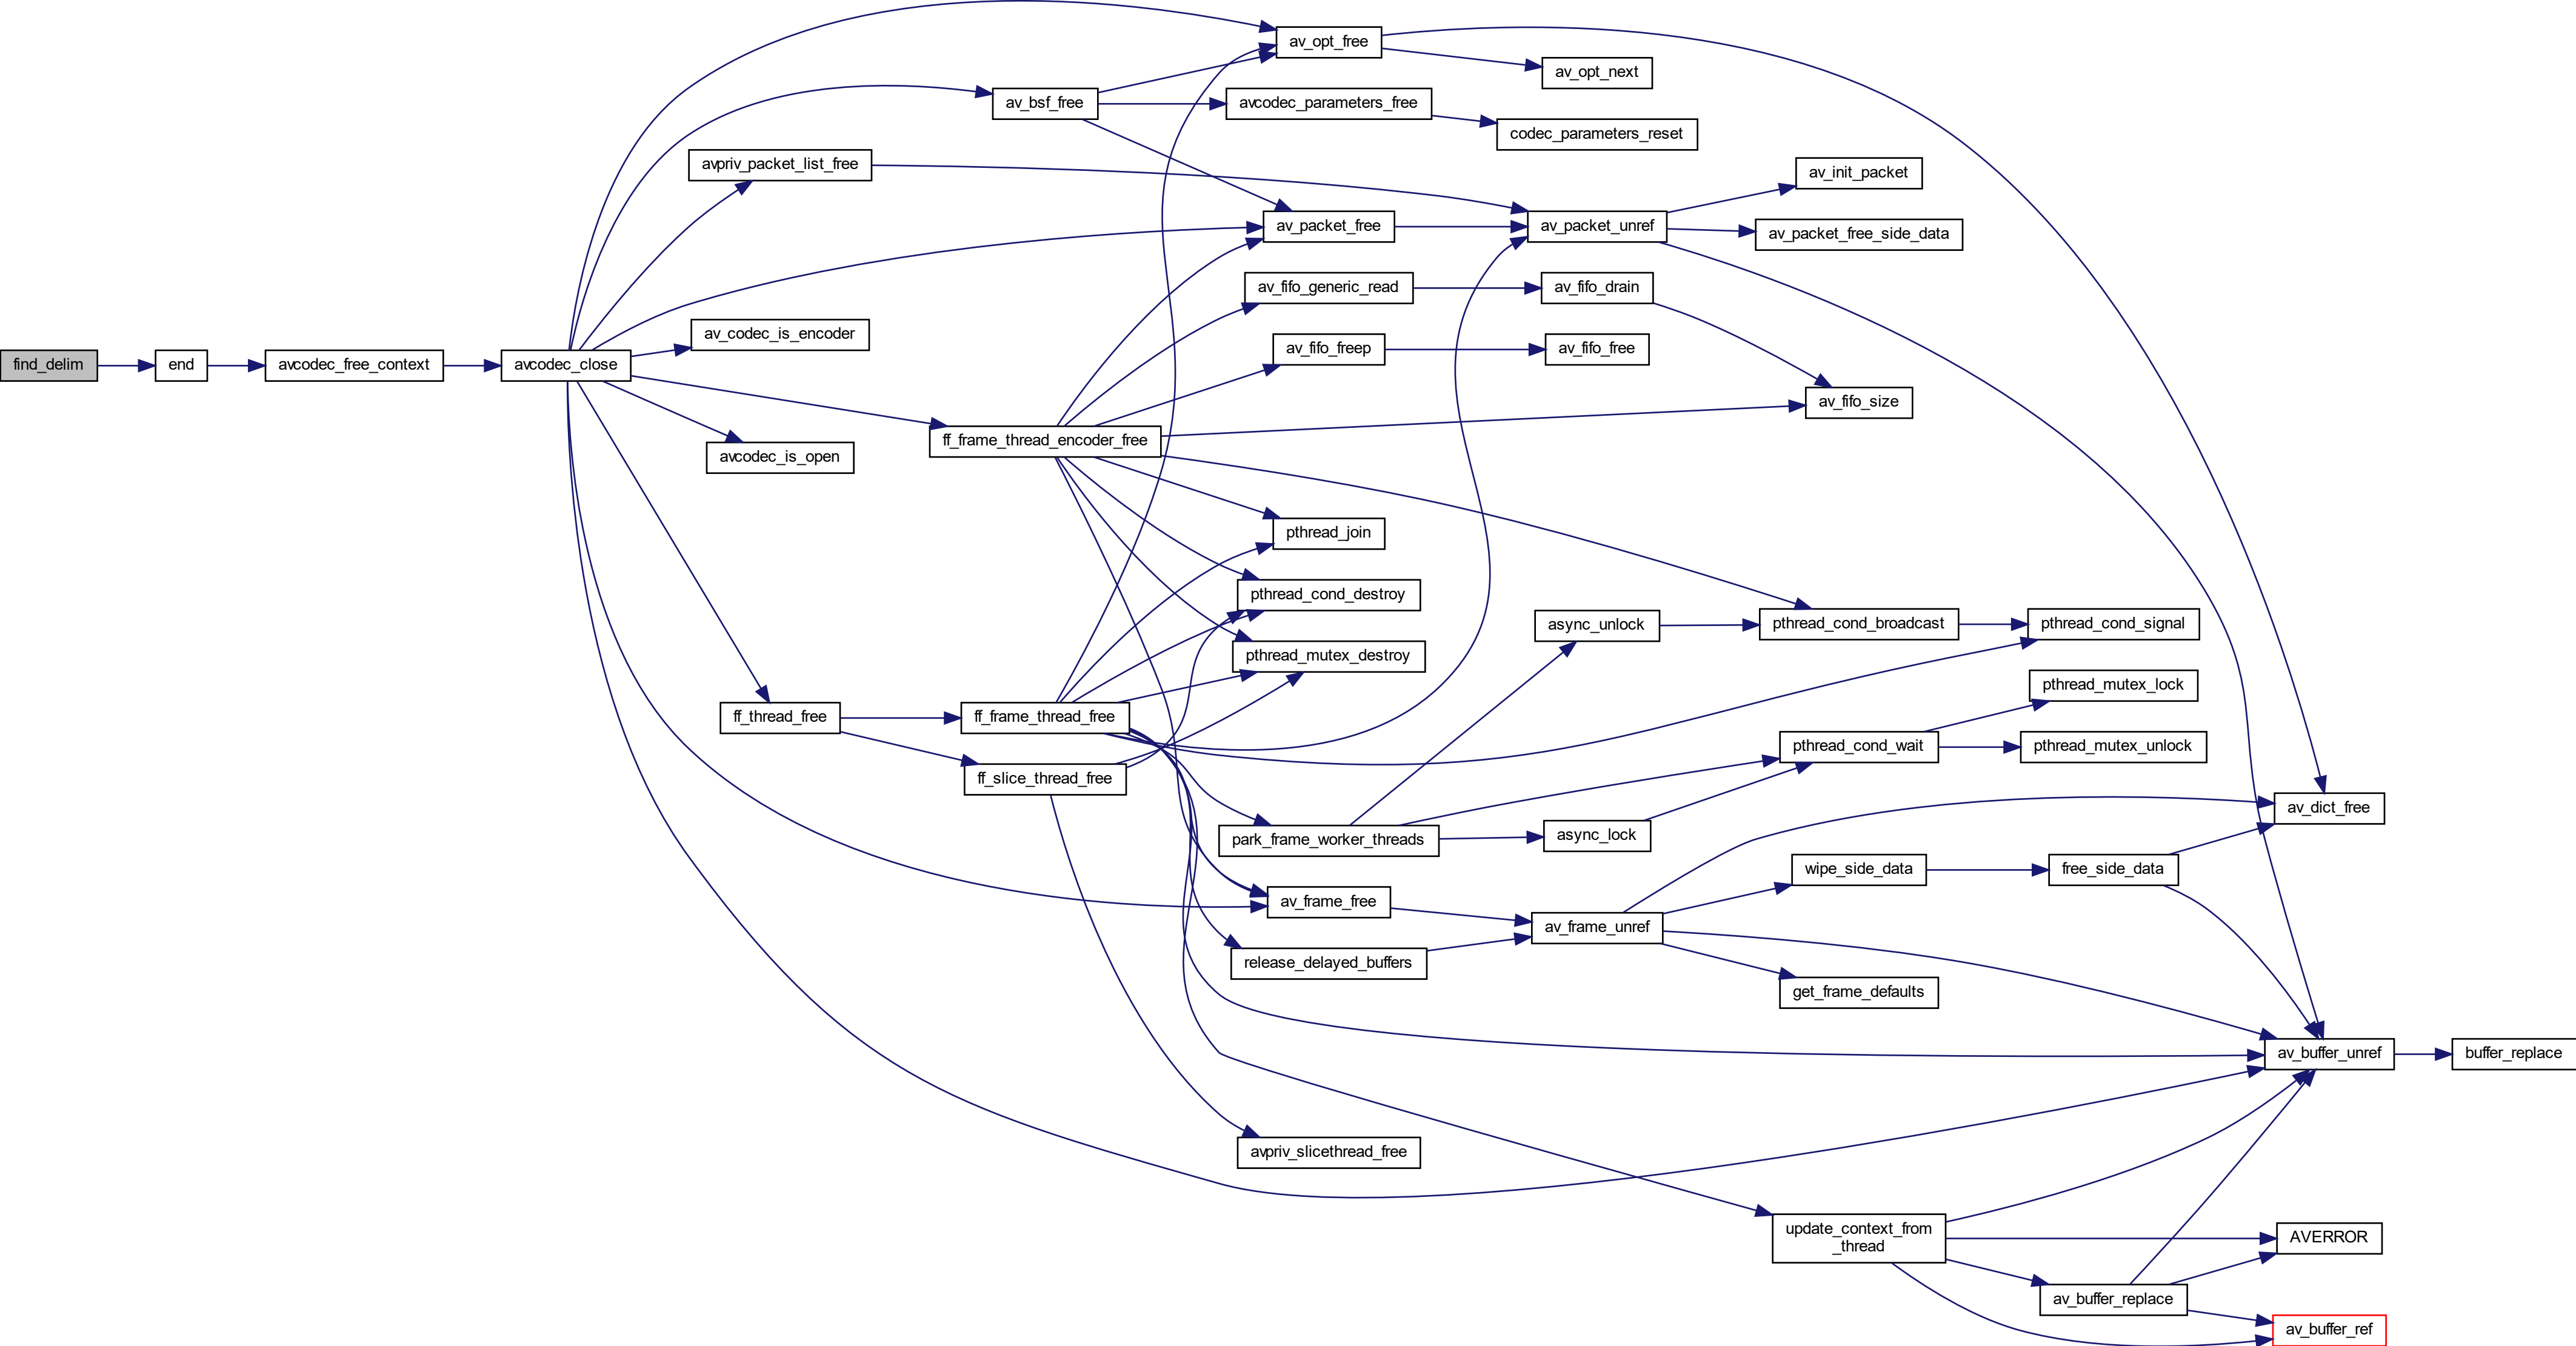 find_delim
end
avcodec_free_context
avcodec_close
av_opt_free
av_opt_next
av_bsf_free
avcodec_parameters_free
codec_parameters_reset
avpriv_packet_list_free
av_packet_free
av_packet_unref
av_init_packet
av_packet_free_side_data
av_codec_is_encoder
avcodec_is_open
ff_frame_thread_encoder_free
av_fifo_generic_read
av_fifo_drain
av_fifo_freep
av_fifo_free
av_fifo_size
pthread_join
pthread_cond_destroy
pthread_mutex_destroy
async_unlock
pthread_cond_broadcast
pthread_cond_signal
pthread_mutex_lock
pthread_cond_wait
pthread_mutex_unlock
ff_thread_free
ff_frame_thread_free
ff_slice_thread_free
park_frame_worker_threads
async_lock
av_dict_free
wipe_side_data
free_side_data
av_frame_free
av_frame_unref
release_delayed_buffers
get_frame_defaults
av_buffer_unref
buffer_replace
avpriv_slicethread_free
update_context_from
_thread
AVERROR
av_buffer_replace
av_buffer_ref